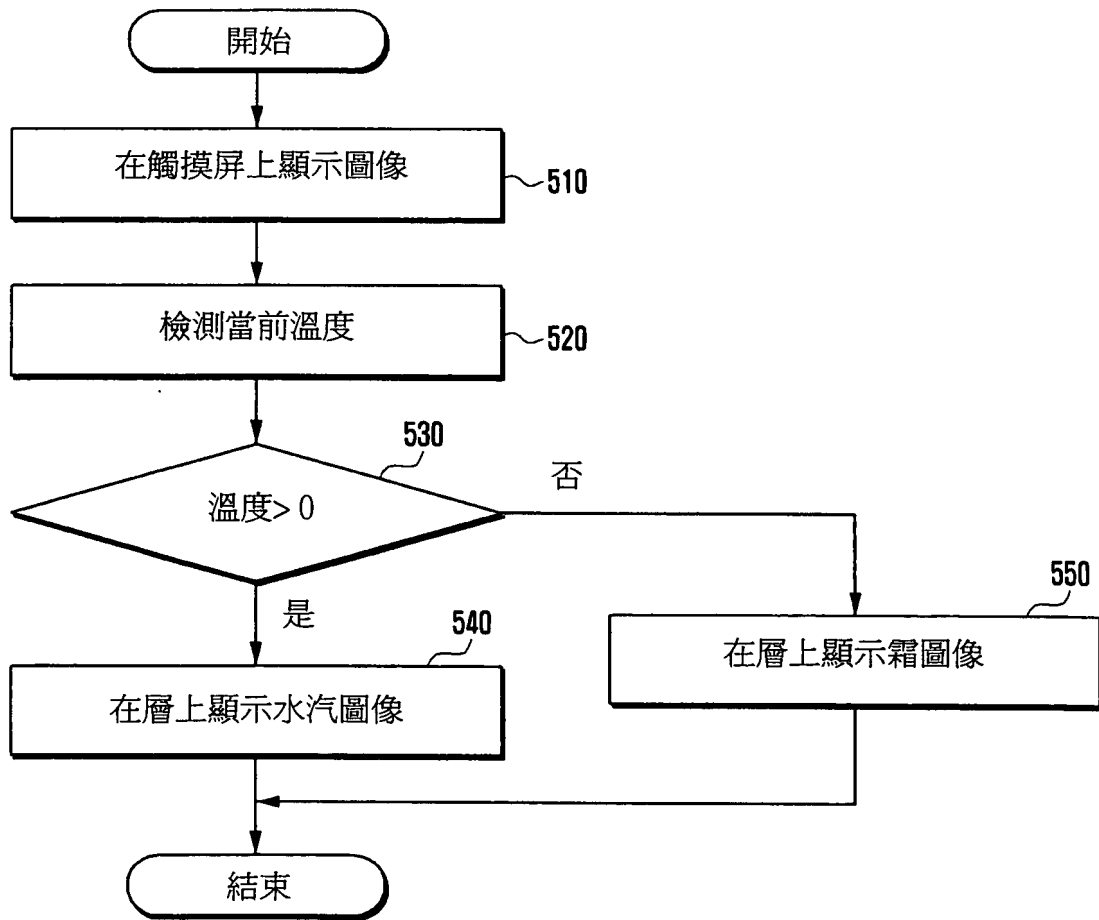 開始
在觸摸屏上顯示圖像
510
檢測當前溫度
520
530
溫度> 0
否
是
540
在層上顯示水汽圖像
550
在層上顯示霜圖像
結束